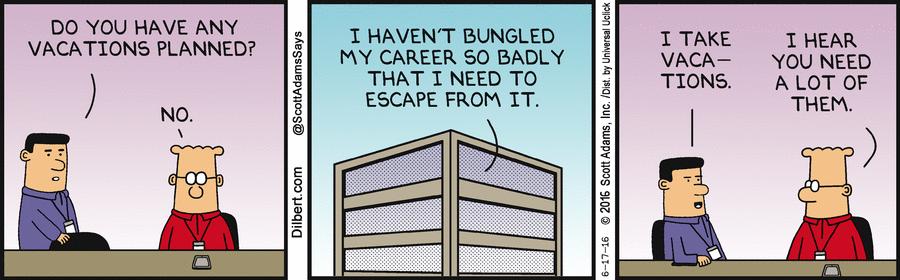 DO YOU HAVE ANY
VACATIONS PLANNED?
NO.
Dilbert.com @ScottAdamsSays
I HAVEN'T BUNGLED
MY CAREER SO BADLY
THAT I NEED TO
ESCAPE FROM IT.
6-17-16 © 2016 Scott Adams, Inc. /Dist. by Universal Uclick
I TAKE
VACA-
TIONS.
I HEAR
YOU NEED
A LOT OF
THEM.